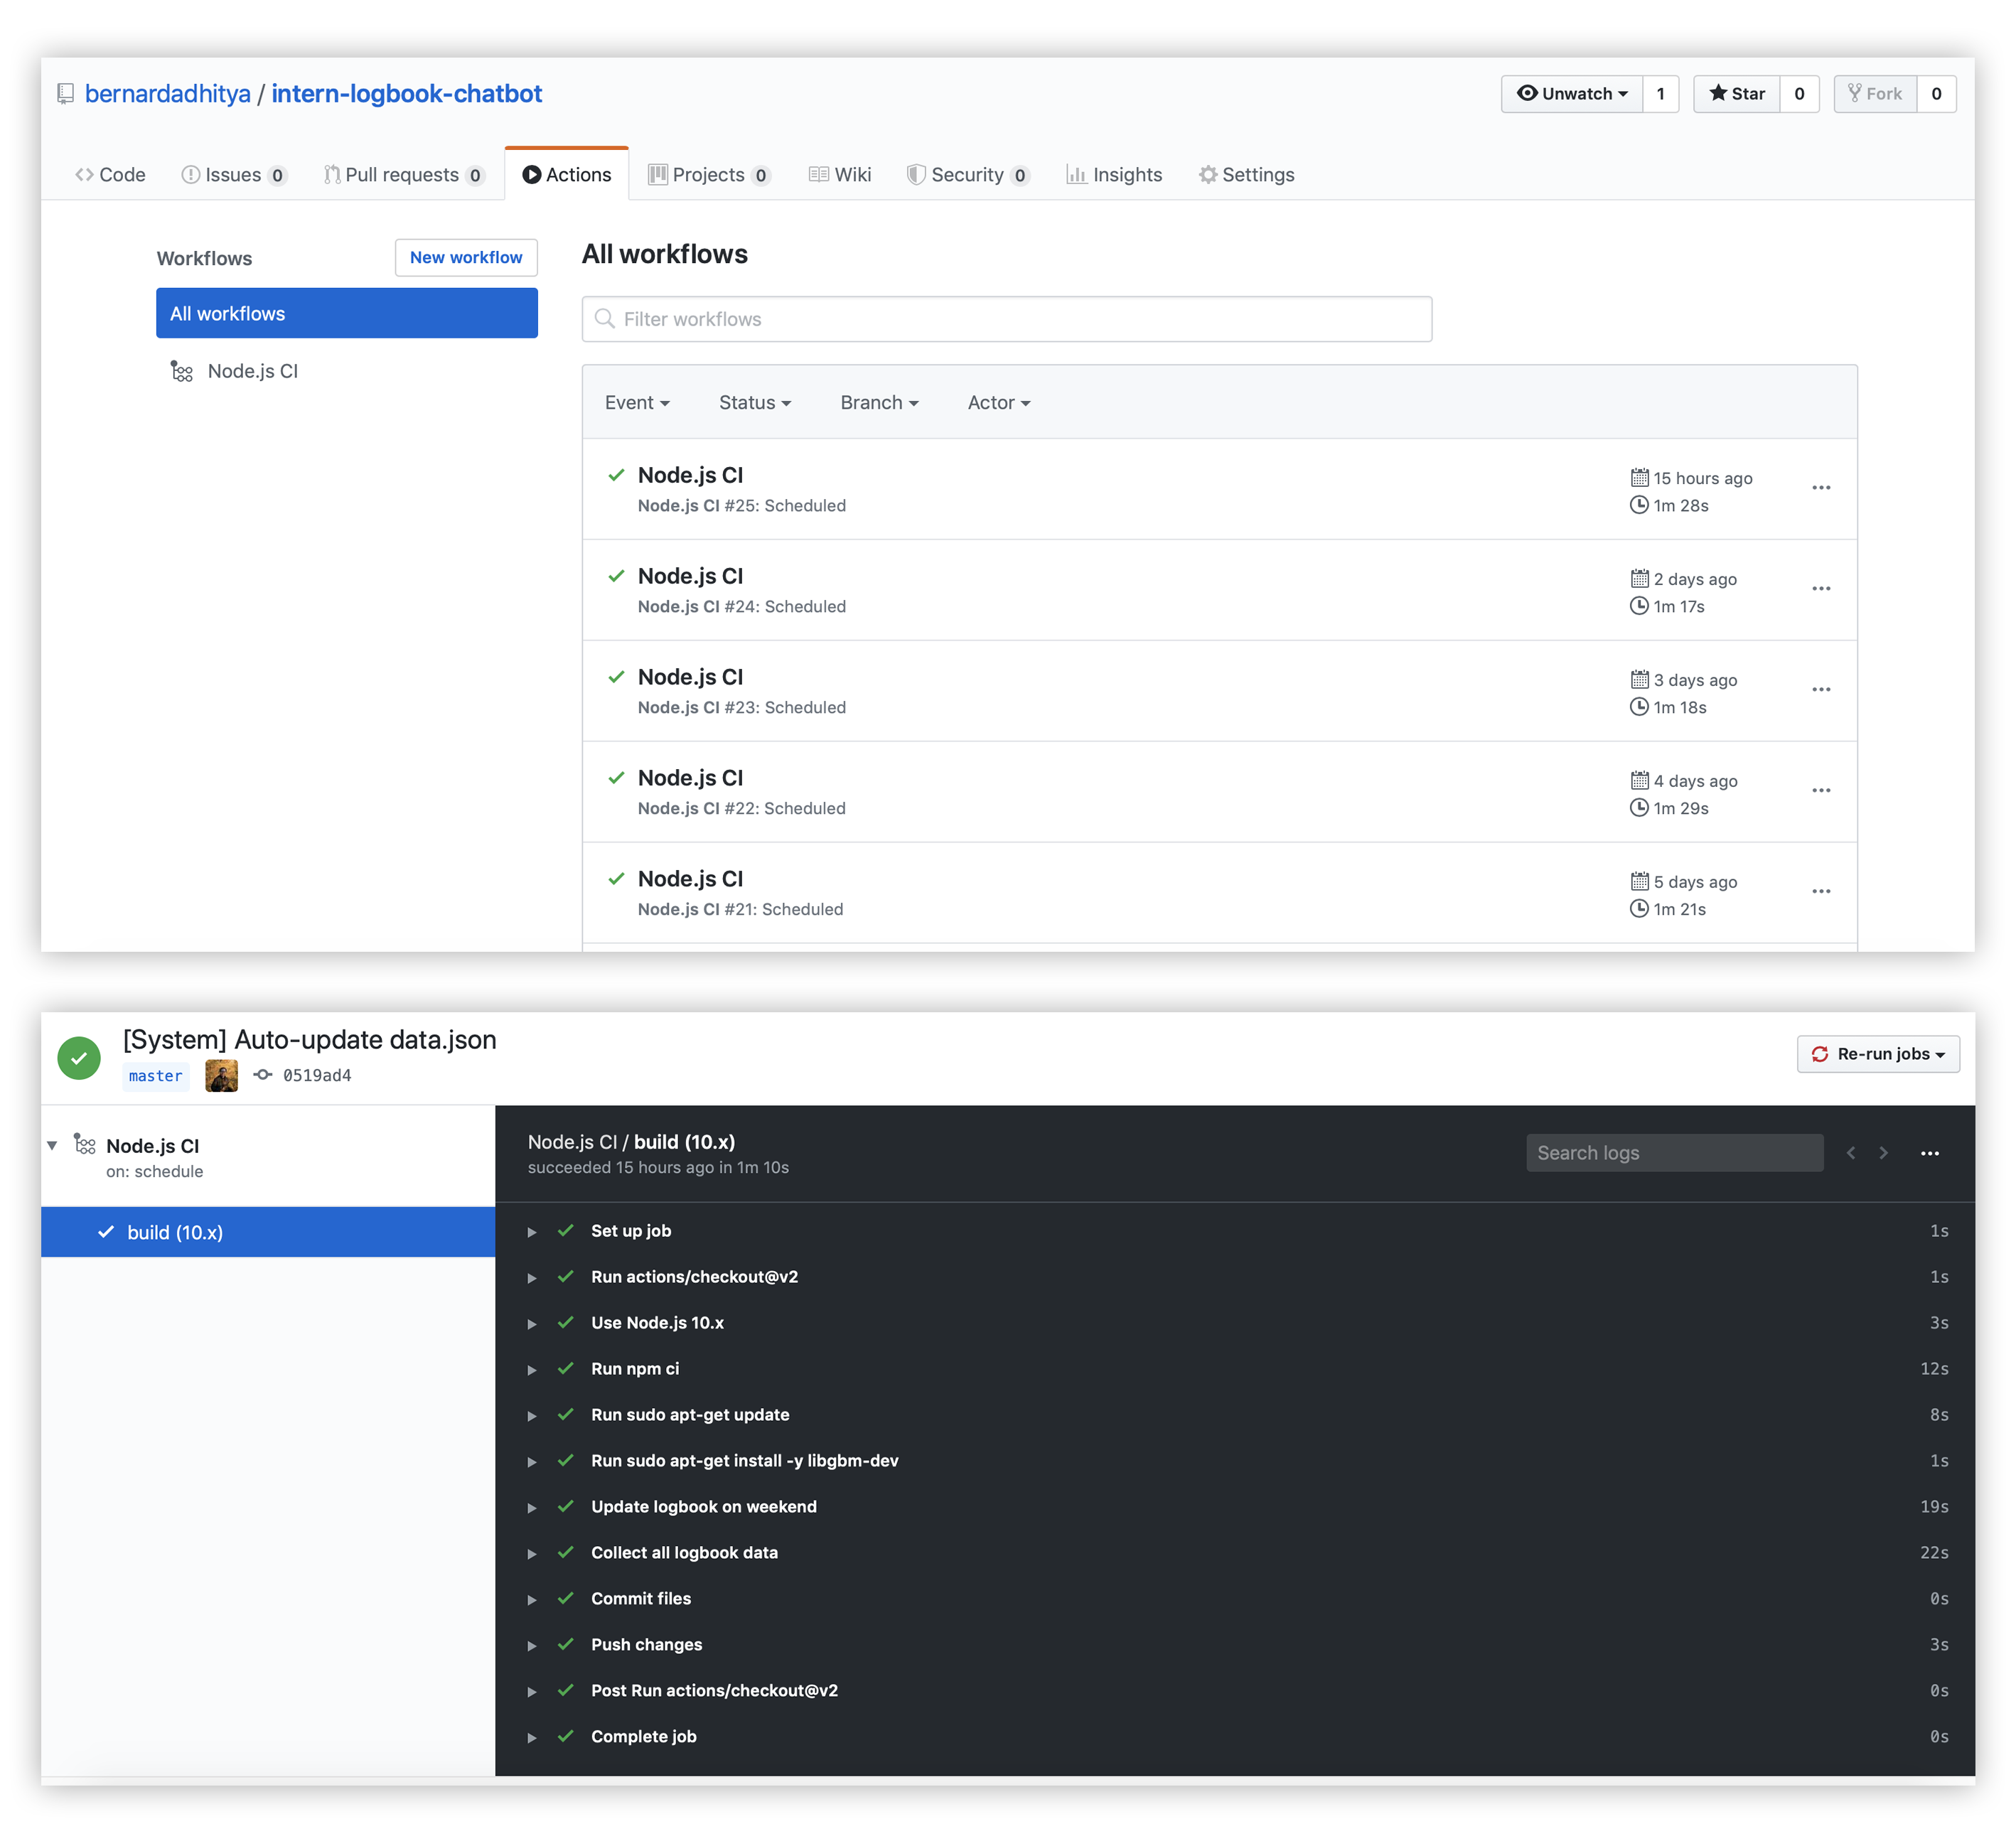 bernardadhitya / intern-logbook-chatbot
Unwatch 1 Star 0 Fork 0
Code Issues 0 Pull requests 0 Actions Projects 0 Wiki Security 0 Insights Settings
Workflows
New workflow
All workflows
Node.js CI
All workflows
Filter workflows
Event Status Branch Actor
Node.js CI
Node.js CI #25: Scheduled
15 hours ago
1m 28s
Node.js CI
Node.js CI #24: Scheduled
2 days ago
1m 17s
Node.js CI
Node.js CI #23: Scheduled
3 days ago
1m 18s
Node.js CI
Node.js CI #22: Scheduled
4 days ago
1m 29s
Node.js CI
Node.js CI #21: Scheduled
5 days ago
1m 21s
[System] Auto-update data.json
master 0519ad4
Re-run jobs
Node.js CI
on: schedule
build (10.x)
Node.js CI / build (10.x)
succeeded 15 hours ago in 1m 10s
Search logs
Set up job 1s
Run actions/checkout@v2 1s
Use Node.js 10.x 3s
Run npm ci 12s
Run sudo apt-get update 8s
Run sudo apt-get install -y libgbm-dev 1s
Update logbook on weekend 19s
Collect all logbook data 22s
Commit files 0s
Push changes 3s
Post Run actions/checkout@v2 0s
Complete job 0s